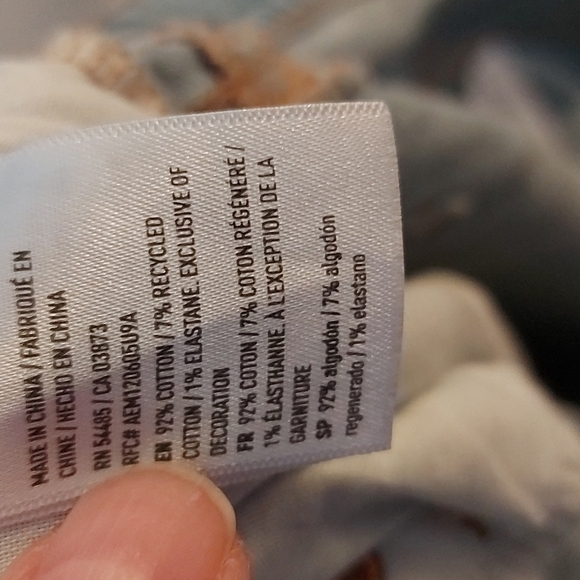 MADE IN CHINA / FABRIQUÉ EN
CHINE / HECHO EN CHINA
RN 54485 / CA 03673
RFC# AEM120605U9A
EN 92% COTTON / 7% RECYCLED
COTTON / 1% ELASTANE. EXCLUSIVE OF
DECORATION
FR 92% COTON / 7% COTON RÉGÉNÉRÉ /
1% ÉLASTHANNE. À L'EXCEPTION DE LA
GARNITURE
SP 92% algodón / 7% algodón
regenerado / 1% elastano